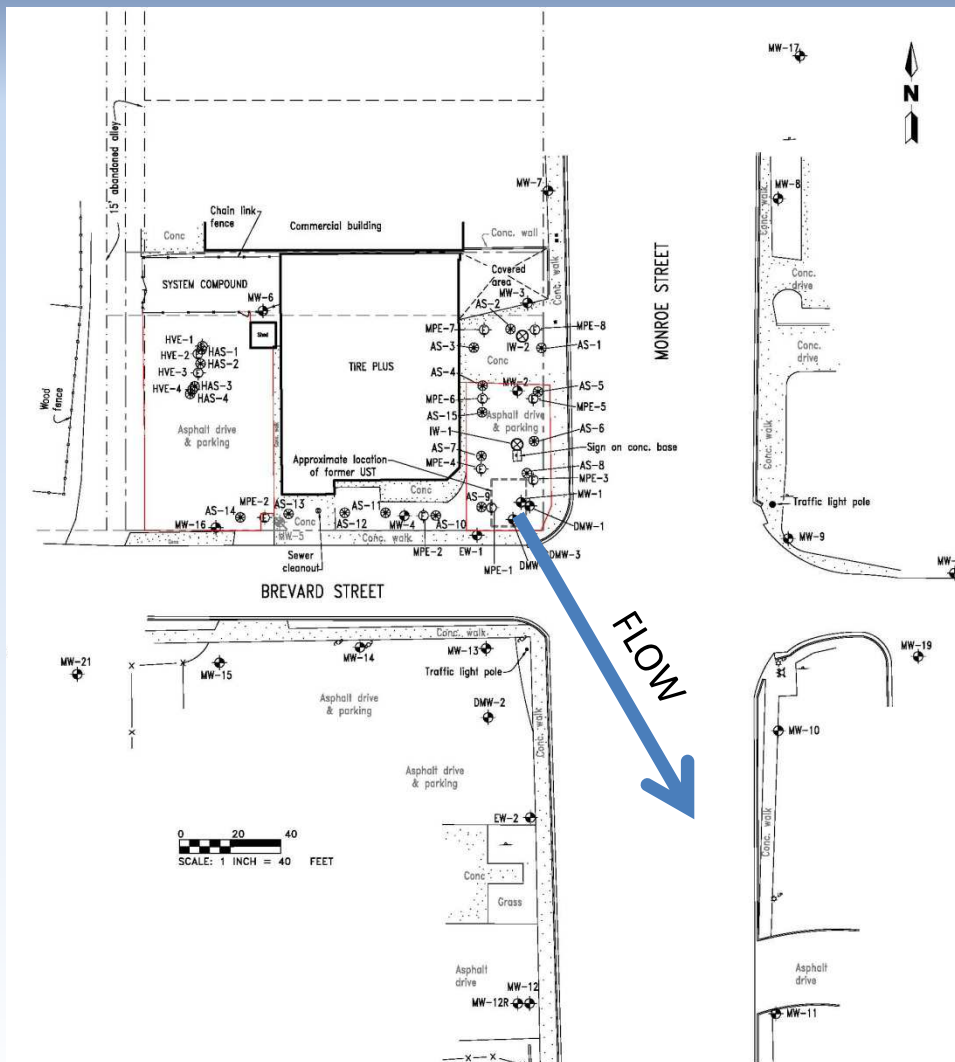 MW-17
N
15' abandoned alley
MW-7
MW-8
Chain link
fence
Commercial building
Conc. wall
Conc
Conc. walk
Conc. walk
MONROE STREET
SYSTEM COMPOUND
Covered
area
MW-3
Conc.
drive
MW-6
AS-2
Shed
MPE-7
MPE-8
IW-2
HVE-1
HAS-1
HVE-2
HAS-2
AS-3
AS-1
Conc
Conc.
drive
HVE-3
HAS-3
HVE-4
HAS-4
TIRE PLUS
AS-4
MW-2
AS-5
MPE-6
MPE-5
Wood
fence
AS-15
Asphalt drive
& parking
Asphalt drive
& parking
Conc. walk
IW-1
AS-6
Sign on conc. base
AS-7
Approximate location
of former UST
MPE-4
AS-8
MPE-3
Conc. walk
Conc
MW-1
AS-9
Traffic light pole
MPE-2
AS-13
AS-11
AS-14
Conc
AS-12
MW-4
AS-10
DMW-1
MW-16
MW-5
Conc. walk
MW-9
Sewer
cleanout
MPE-2
EW-1
DMW-3
MPE-1
DMW
MW-
BREVARD STREET
FLOW
Conc. walk
MW-21
MW-15
MW-14
MW-13
MW-19
Traffic light pole
Asphalt drive
& parking
DMW-2
Conc. walk
MW-10
Asphalt drive
& parking
Conc. walk
EW-2
0 20 40
SCALE: 1 INCH = 40 FEET
Conc
Grass
Asphalt
drive
Asphalt
drive
MW-12
MW-12R
MW-11